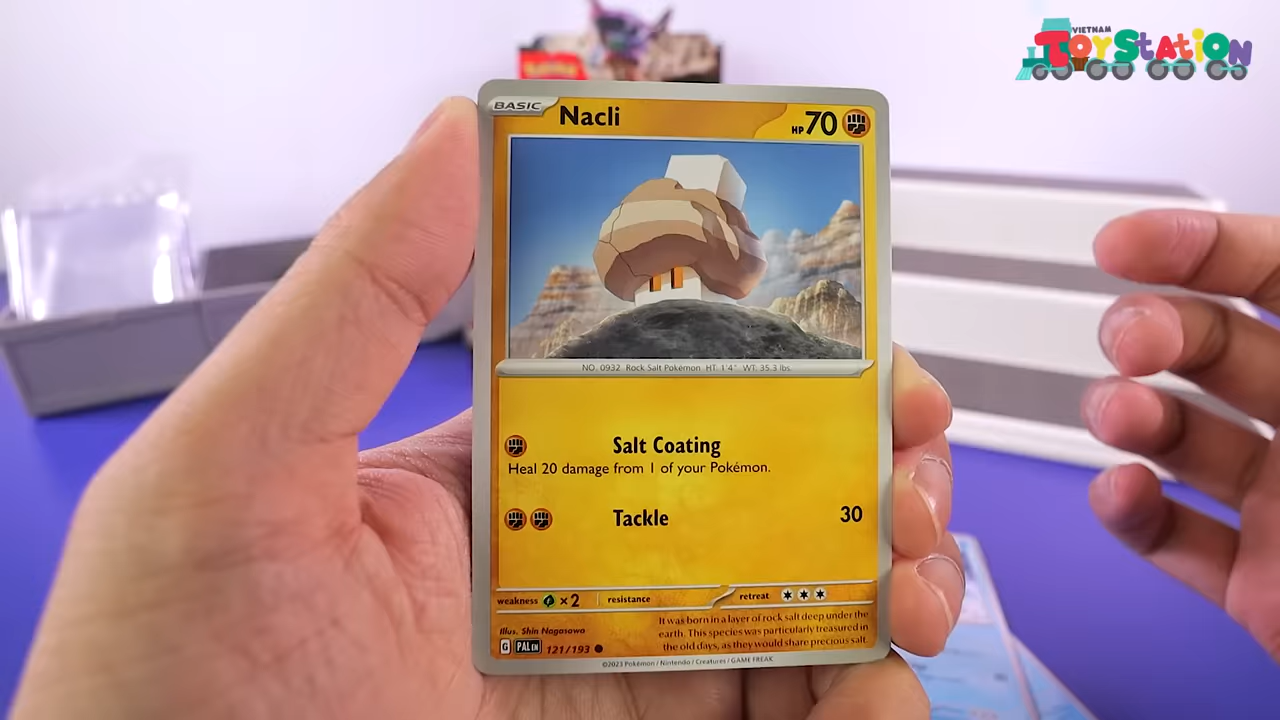 VIETNAM
ToyStation
POKÉMON
BASIC
Nacli
HP 70
NO. 0932 Rock Salt Pokémon HT: 1'4" WT: 35.3 lbs.
Salt Coating
Heal 20 damage from 1 of your Pokémon.
Tackle 30
weakness ×2 resistance retreat
Illus. Shin Nagasawa
It was born in a layer of rock salt deep under the
earth. This species was particularly treasured in
the old days, as they would share precious salt.
G PAL EN 121/193
©2023 Pokémon / Nintendo / Creatures / GAME FREAK